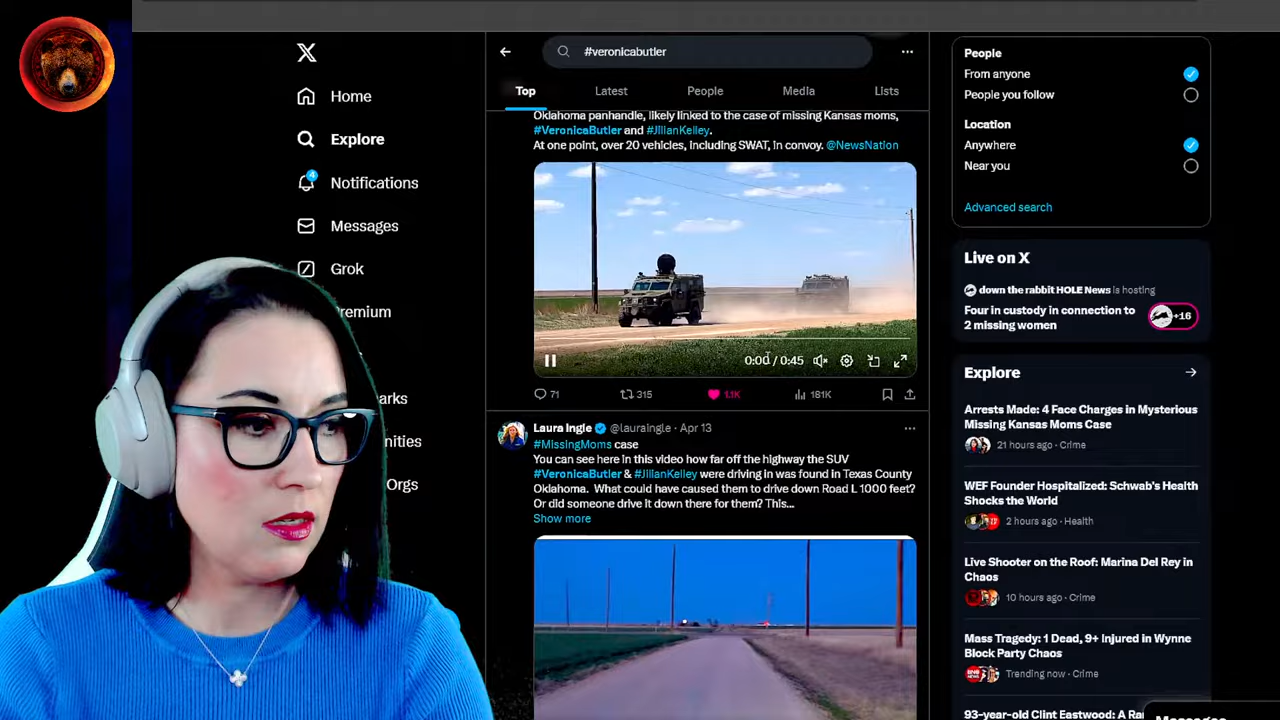 #veronicabutler
Top
Latest
People
Media
Lists
Home
Explore
Notifications
4
Messages
Grok
Premium
arks
nities
Orgs
Oklahoma panhandle, likely linked to the case of missing Kansas moms,
#VeronicaButler and #JilianKelley.
At one point, over 20 vehicles, including SWAT, in convoy. @NewsNation
0:00 / 0:45
71
315
1.1K
181K
Laura Ingle @lauraingle · Apr 13
#MissingMoms case
You can see here in this video how far off the highway the SUV
#VeronicaButler & #JilianKelley were driving in was found in Texas County
Oklahoma. What could have caused them to drive down Road L 1000 feet?
Or did someone drive it down there for them? This...
Show more
People
From anyone
People you follow
Location
Anywhere
Near you
Advanced search
Live on X
down the rabbit HOLE News is hosting
Four in custody in connection to
2 missing women
+16
Explore
Arrests Made: 4 Face Charges in Mysterious
Missing Kansas Moms Case
21 hours ago · Crime
WEF Founder Hospitalized: Schwab's Health
Shocks the World
2 hours ago · Health
Live Shooter on the Roof: Marina Del Rey in
Chaos
10 hours ago · Crime
Mass Tragedy: 1 Dead, 9+ Injured in Wynne
Block Party Chaos
Trending now · Crime
93-year-old Clint Eastwood: A
Messages